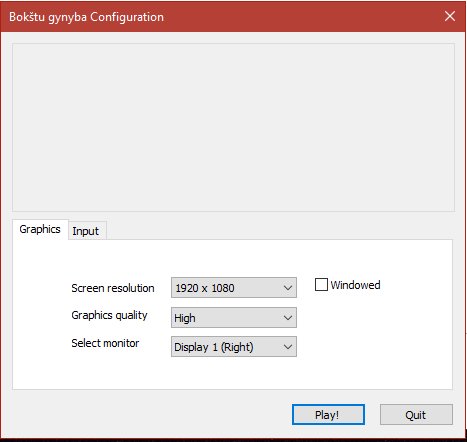 Bokštu gynyba Configuration
Graphics
Input
Screen resolution 1920 x 1080 Windowed
Graphics quality High
Select monitor Display 1 (Right)
Play! Quit